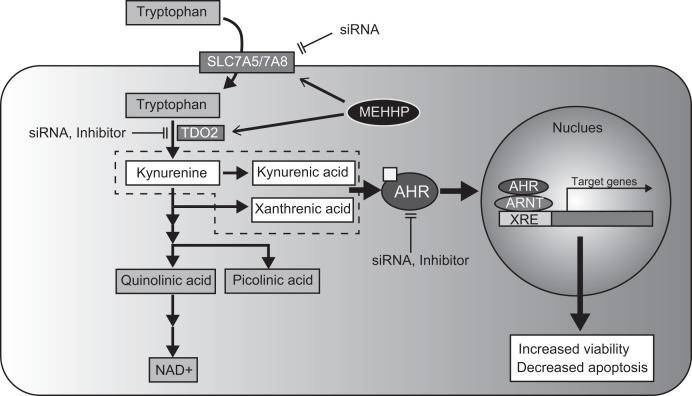 Tryptophan
siRNA
SLC7A5/7A8
Tryptophan
MEHHP
siRNA, Inhibitor
TDO2
Nuclues
Kynurenine
Kynurenic acid
Xanthrenic acid
AHR
AHR
Target genes
ARNT
XRE
siRNA, Inhibitor
Quinolinic acid
Picolinic acid
NAD+
Increased viability
Decreased apoptosis